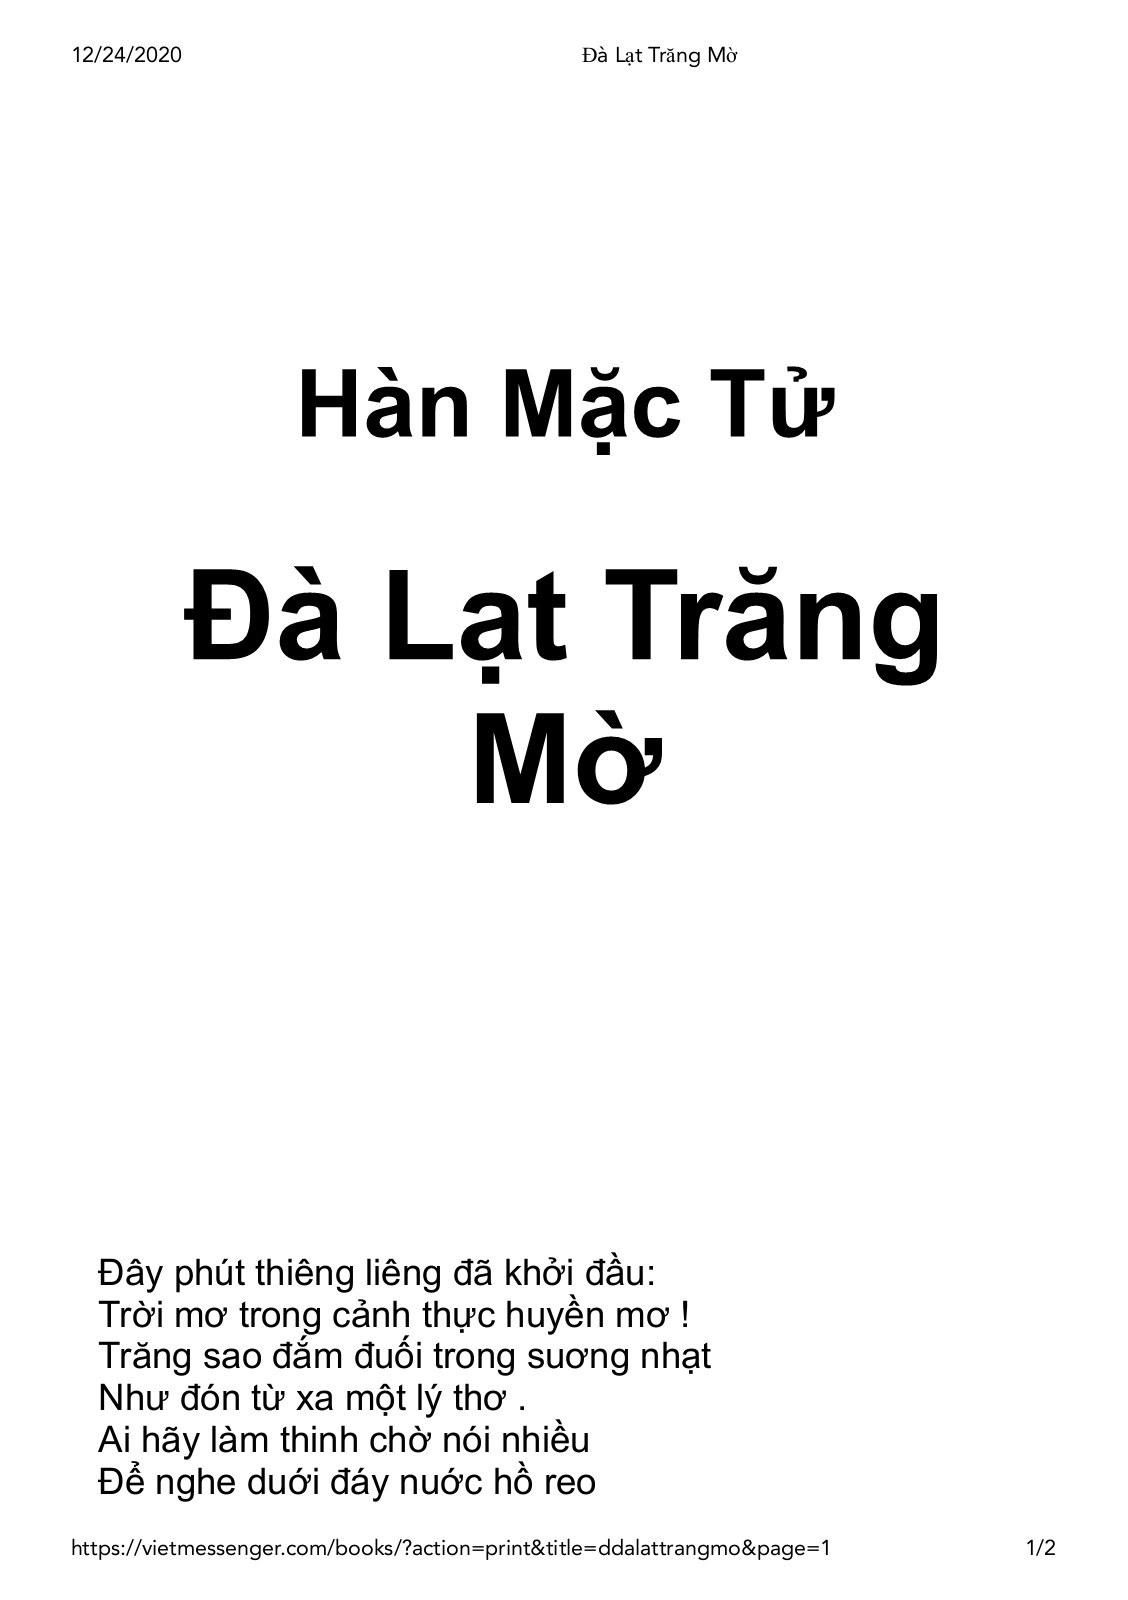 12/24/2020 Đà Lạt Trăng Mờ
Hàn Mặc Tử
Đà Lạt Trăng
Mờ
Đây phút thiêng liêng đã khởi đầu:
Trời mơ trong cảnh thực huyền mơ !
Trăng sao đắm đuối trong suơng nhạt
Như đón từ xa một lý thơ .
Ai hãy làm thinh chờ nói nhiều
Để nghe duới đáy nuớc hồ reo
https://vietmessenger.com/books/?action=print&title=ddalattrangmo&page=1 1/2